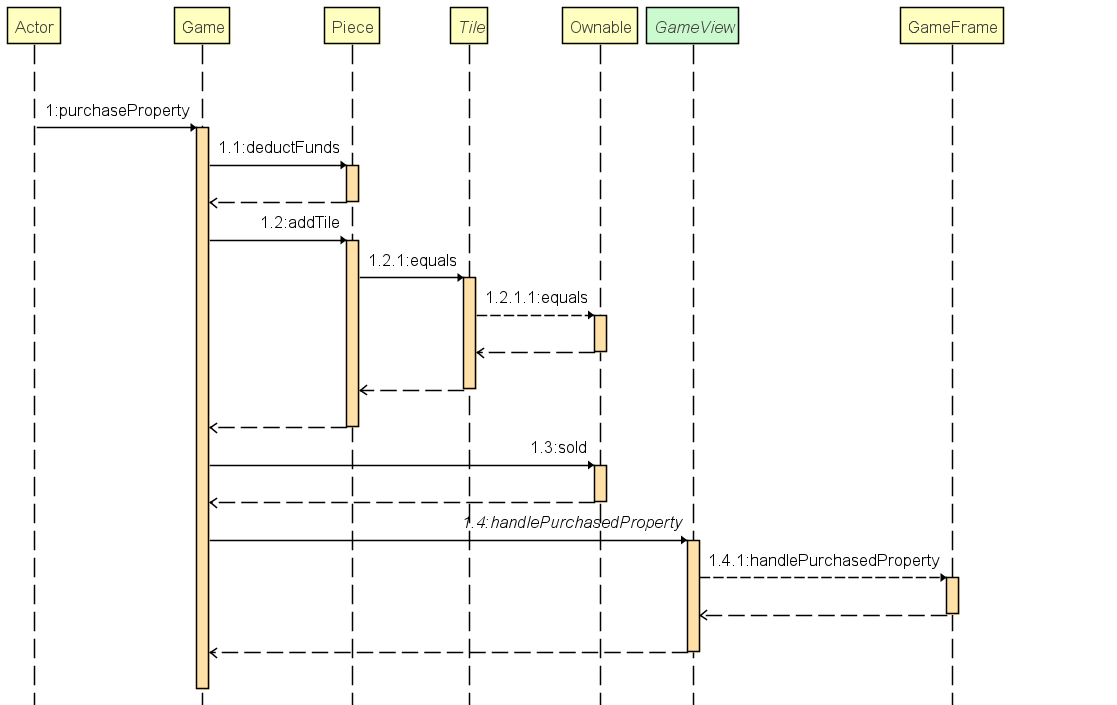 Actor Game Piece Tile Ownable GameView GameFrame
1:purchaseProperty
1.1:deductFunds
1.2:addTile
1.2.1:equals
1.2.1.1:equals
1.3:sold
1.4:handlePurchasedProperty
1.4.1:handlePurchasedProperty